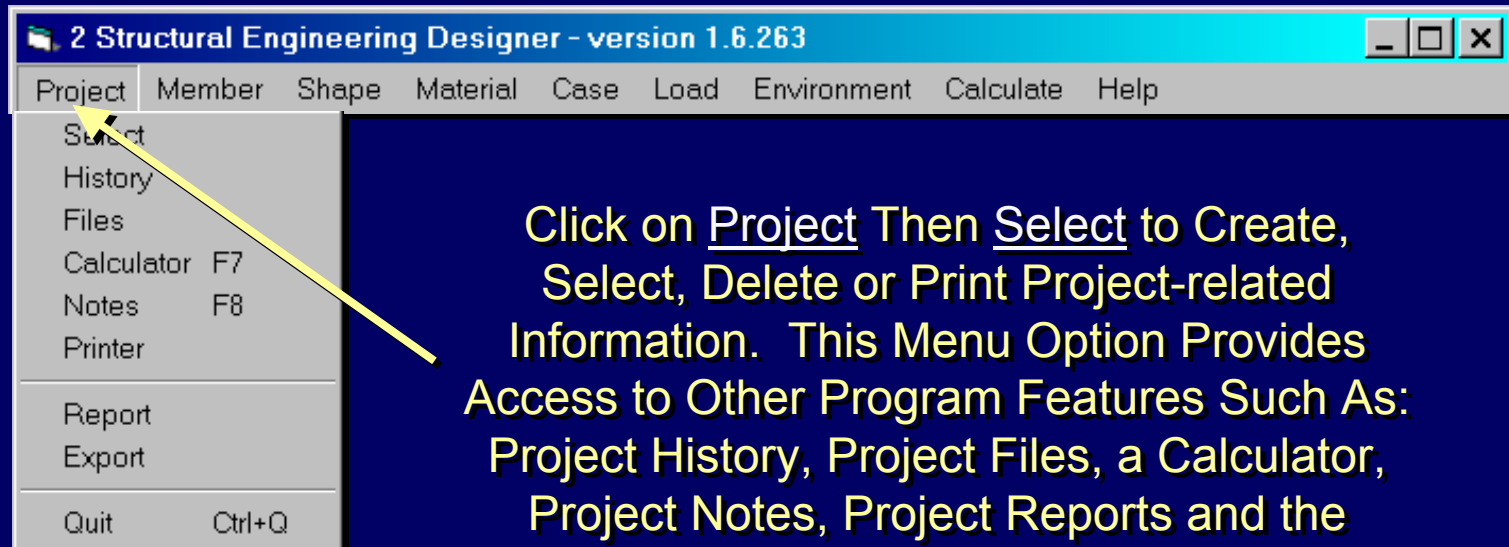 2 Structural Engineering Designer - version 1.6.263
Project Member Shape Material Case Load Environment Calculate Help
Select
History
Files
Calculator F7
Notes F8
Printer
Report
Export
Quit Ctrl+Q
Click on Project Then Select to Create,
Select, Delete or Print Project-related
Information. This Menu Option Provides
Access to Other Program Features Such As:
Project History, Project Files, a Calculator,
Project Notes, Project Reports and the